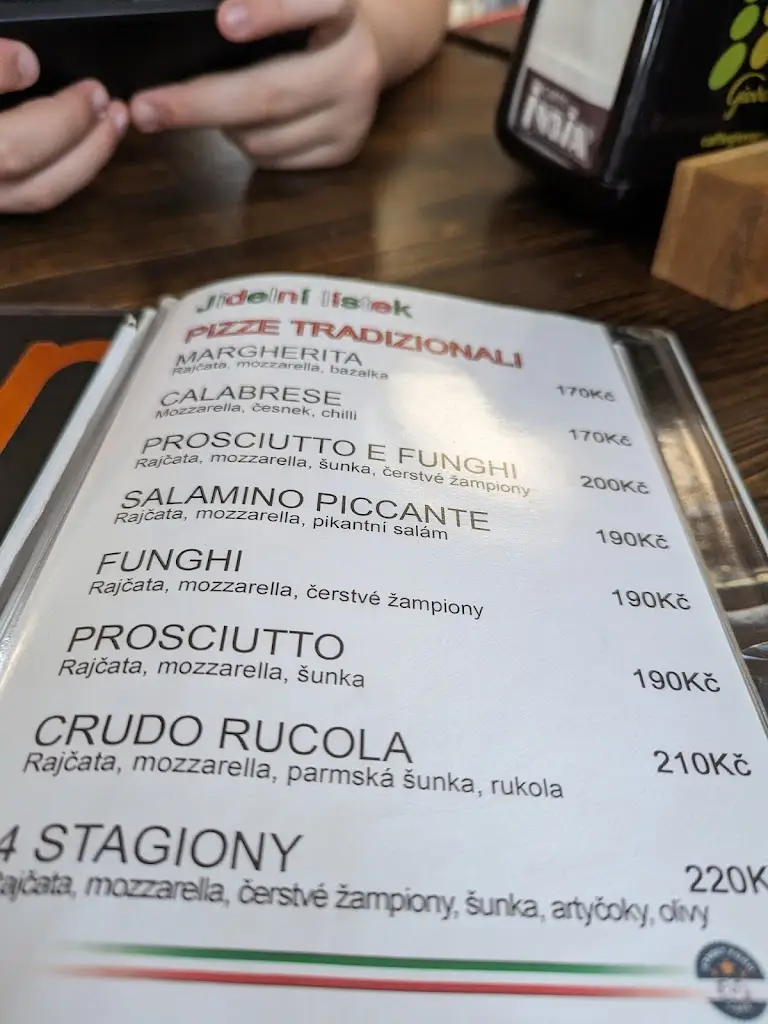 Jídelní lístek
PIZZE TRADIZIONALI
MARGHERITA 170Kč
Rajčata, mozzarella, bazalka
CALABRESE 170Kč
Mozzarella, česnek, chilli
PROSCIUTTO E FUNGHI 200Kč
Rajčata, mozzarella, šunka, čerstvé žampiony
SALAMINO PICCANTE 190Kč
Rajčata, mozzarella, pikantní salám
FUNGHI 190Kč
Rajčata, mozzarella, čerstvé žampiony
PROSCIUTTO 190Kč
Rajčata, mozzarella, šunka
CRUDO RUCOLA 210Kč
Rajčata, mozzarella, parmská šunka, rukola
4 STAGIONY 220K
ajčata, mozzarella, čerstvé žampiony, šunka, artyčoky, olivy